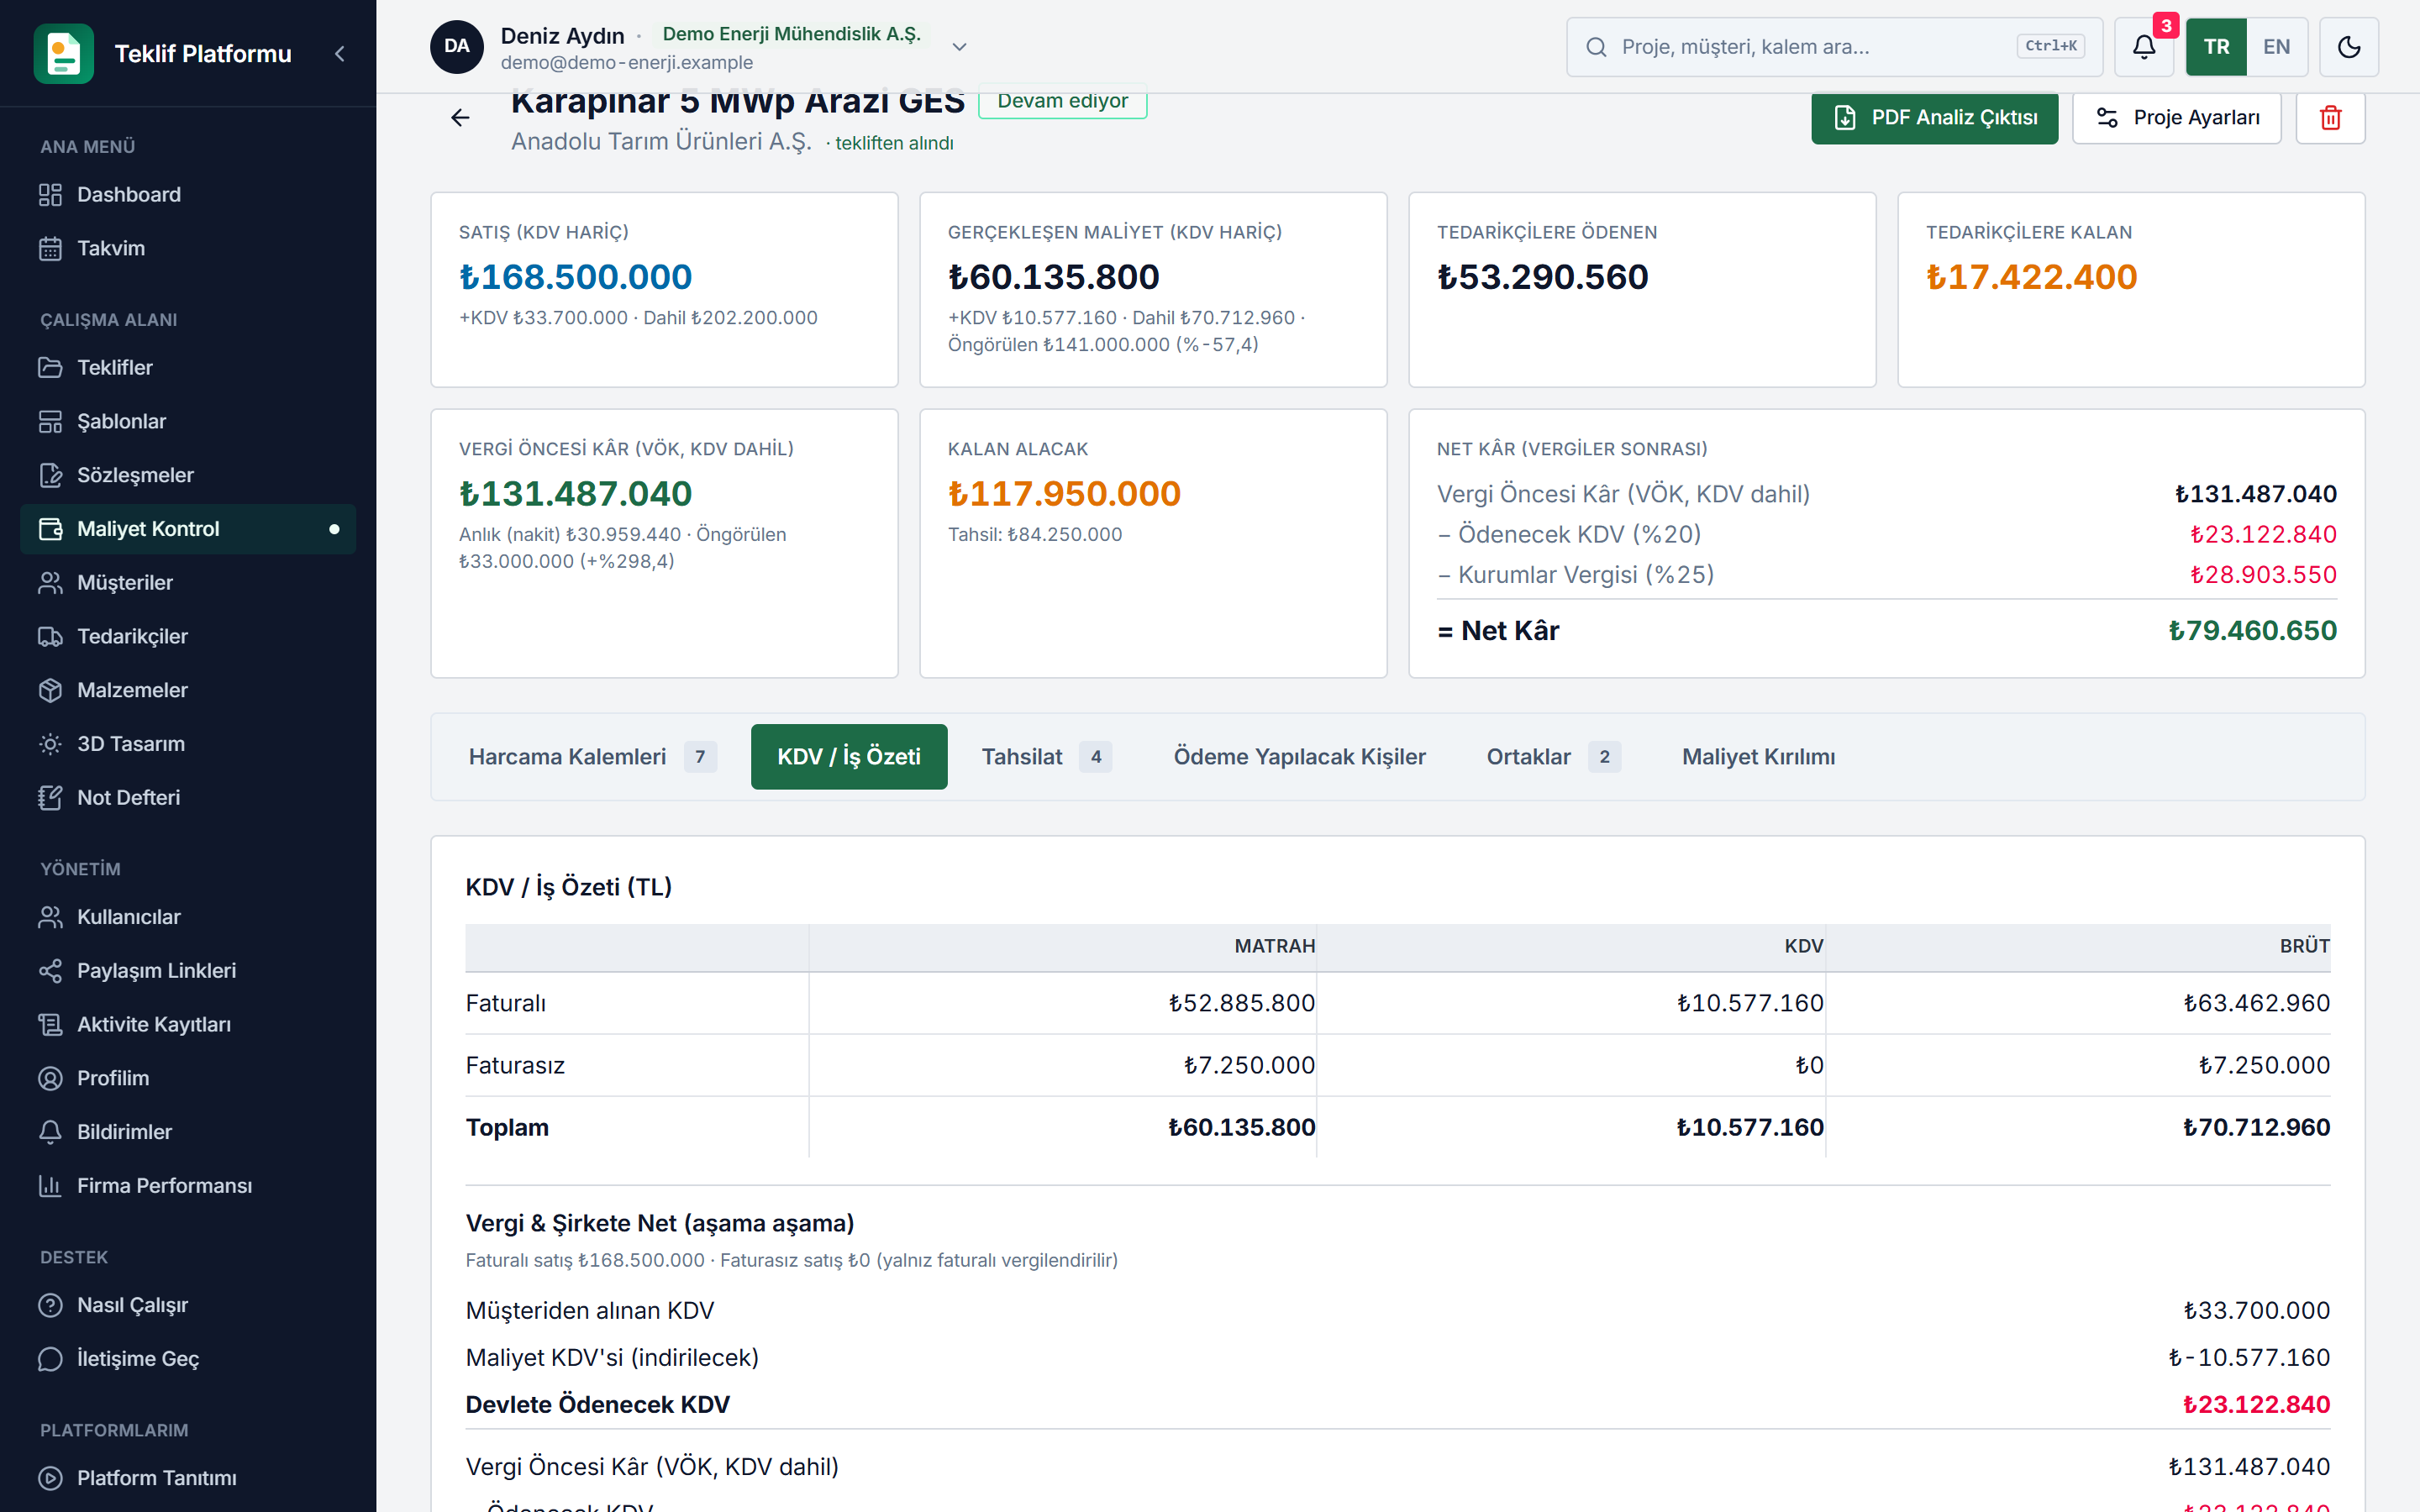 Teklif Platformu
ANA MENÜ
Dashboard
Takvim
ÇALIŞMA ALANI
Teklifler
Şablonlar
Sözleşmeler
Maliyet Kontrol
Müşteriler
Tedarikçiler
Malzemeler
3D Tasarım
Not Defteri
YÖNETİM
Kullanıcılar
Paylaşım Linkleri
Aktivite Kayıtları
Profilim
Bildirimler
Firma Performansı
DESTEK
Nasıl Çalışır
İletişime Geç
PLATFORMLARIM
Platform Tanıtımı
DA
Deniz Aydın · Demo Enerji Mühendislik A.Ş.
demo@demo-enerji.example
Proje, müşteri, kalem ara...
Ctrl+K
3
TR
EN
Karapınar 5 MWp Arazi GES
Devam ediyor
Anadolu Tarım Ürünleri A.Ş. · tekliften alındı
PDF Analiz Çıktısı
Proje Ayarları
SATIŞ (KDV HARİÇ)
₺168.500.000
+KDV ₺33.700.000 · Dahil ₺202.200.000
GERÇEKLEŞEN MALİYET (KDV HARİÇ)
₺60.135.800
+KDV ₺10.577.160 · Dahil ₺70.712.960 ·
Öngörülen ₺141.000.000 (%-57,4)
TEDARİKÇİLERE ÖDENEN
₺53.290.560
TEDARİKÇİLERE KALAN
₺17.422.400
VERGİ ÖNCESİ KÂR (VÖK, KDV DAHİL)
₺131.487.040
Anlık (nakit) ₺30.959.440 · Öngörülen
₺33.000.000 (+%298,4)
KALAN ALACAK
₺117.950.000
Tahsil: ₺84.250.000
NET KÂR (VERGİLER SONRASI)
Vergi Öncesi Kâr (VÖK, KDV dahil) ₺131.487.040
− Ödenecek KDV (%20) ₺23.122.840
− Kurumlar Vergisi (%25) ₺28.903.550
= Net Kâr ₺79.460.650
Harcama Kalemleri 7
KDV / İş Özeti
Tahsilat 4
Ödeme Yapılacak Kişiler
Ortaklar 2
Maliyet Kırılımı
KDV / İş Özeti (TL)
MATRAH KDV BRÜT
Faturalı ₺52.885.800 ₺10.577.160 ₺63.462.960
Faturasız ₺7.250.000 ₺0 ₺7.250.000
Toplam ₺60.135.800 ₺10.577.160 ₺70.712.960
Vergi & Şirkete Net (aşama aşama)
Faturalı satış ₺168.500.000 · Faturasız satış ₺0 (yalnız faturalı vergilendirilir)
Müşteriden alınan KDV ₺33.700.000
Maliyet KDV'si (indirilecek) ₺-10.577.160
Devlete Ödenecek KDV ₺23.122.840
Vergi Öncesi Kâr (VÖK, KDV dahil) ₺131.487.040
− Ödenecek KDV ₺23.122.840